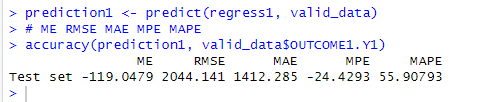 > prediction1 <- predict(regress1, valid_data)
> # ME RMSE MAE MPE MAPE
> accuracy(prediction1, valid_data$OUTCOME1.Y1)
                ME     RMSE      MAE      MPE     MAPE
Test set -119.0479 2044.141 1412.285 -24.4293 55.90793
>